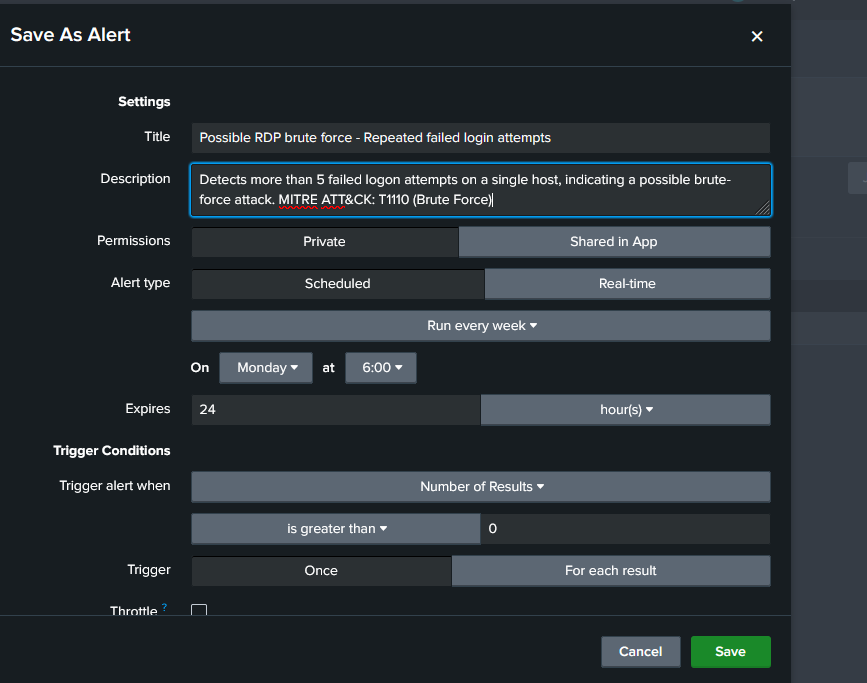 Save As Alert
Settings
Title
Possible RDP brute force - Repeated failed login attempts
Description
Detects more than 5 failed logon attempts on a single host, indicating a possible brute-
force attack. MITRE ATT&CK: T1110 (Brute Force)
Permissions
Private
Shared in App
Alert type
Scheduled
Real-time
Run every week
On
Monday
at
6:00
Expires
24
hour(s)
Trigger Conditions
Trigger alert when
Number of Results
is greater than
0
Trigger
Once
For each result
Throttle ?
Cancel
Save